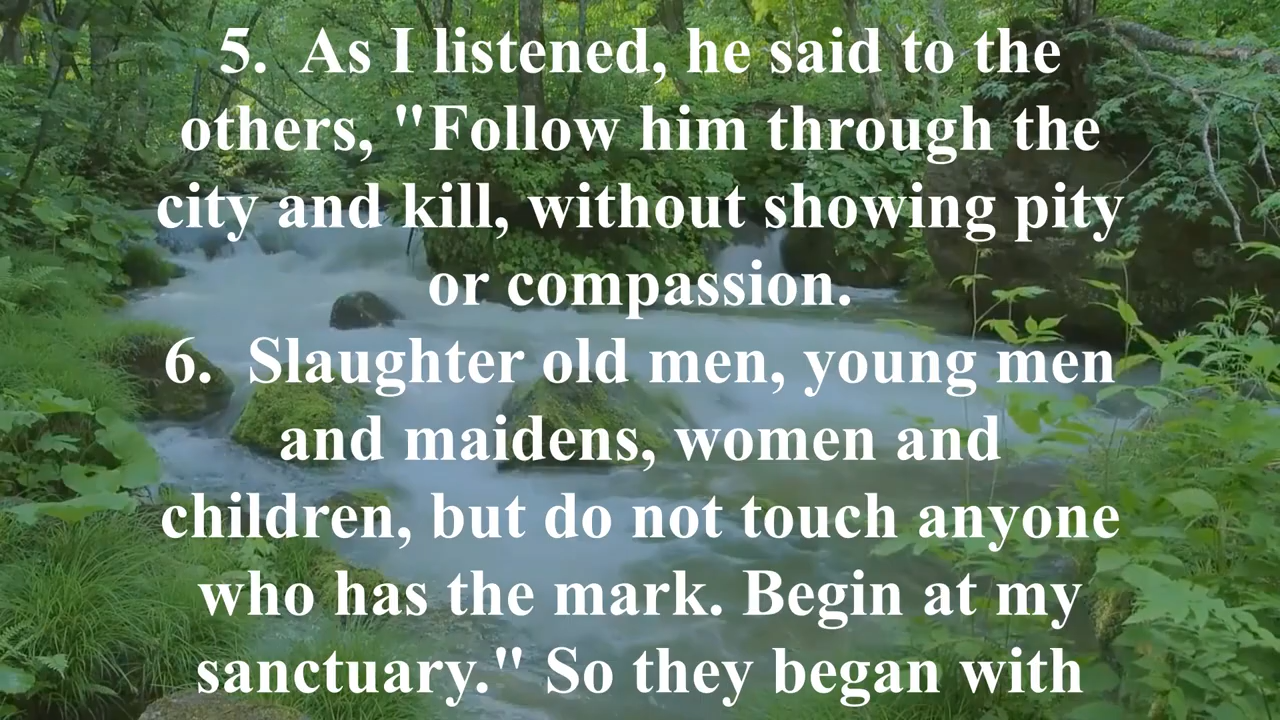 5.  As I listened, he said to the
others, "Follow him through the
city and kill, without showing pity
or compassion.
6.  Slaughter old men, young men
and maidens, women and
children, but do not touch anyone
who has the mark. Begin at my
sanctuary." So they began with